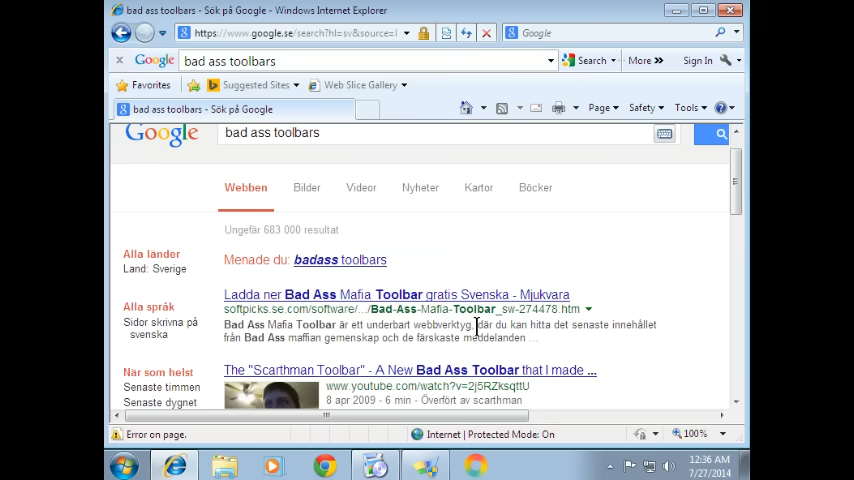 bad ass toolbars - Sök på Google - Windows Internet Explorer
https://www.google.se/search?hl=sv&source=l
Google
Google bad ass toolbars Search More » Sign In
Favorites Suggested Sites Web Slice Gallery
bad ass toolbars - Sök på Google
Page Safety Tools
Google bad ass toolbars
Webben Bilder Videor Nyheter Kartor Böcker
Ungefär 683 000 resultat
Alla länder
Land: Sverige
Menade du: badass toolbars
Ladda ner Bad Ass Mafia Toolbar gratis Svenska - Mjukvara
softpicks.se.com/software/.../Bad-Ass-Mafia-Toolbar_sw-274478.htm
Bad Ass Mafia Toolbar är ett underbart webbverktyg, där du kan hitta det senaste innehållet
från Bad Ass maffian gemenskap och de färskaste meddelanden ...
Alla språk
Sidor skrivna på
svenska
När som helst
Senaste timmen
Senaste dygnet
The "Scarthman Toolbar" - A New Bad Ass Toolbar that I made ...
www.youtube.com/watch?v=2j5RZksqttU
8 apr 2009 - 6 min - Överfört av scarthman
Error on page. Internet | Protected Mode: On 100%
12:36 AM
7/27/2014